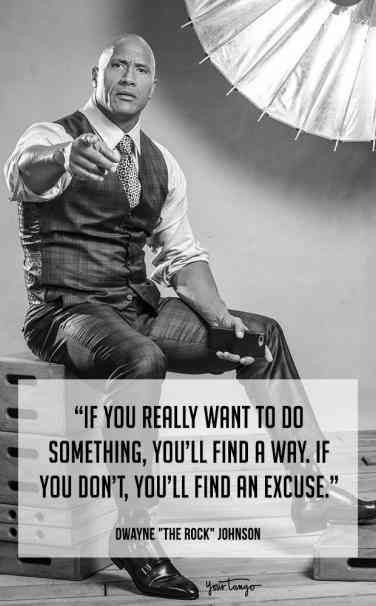 “IF YOU REALLY WANT TO DO
SOMETHING, YOU’LL FIND A WAY. IF
YOU DON’T, YOU’LL FIND AN EXCUSE.”
DWAYNE "THE ROCK" JOHNSON
YourTango